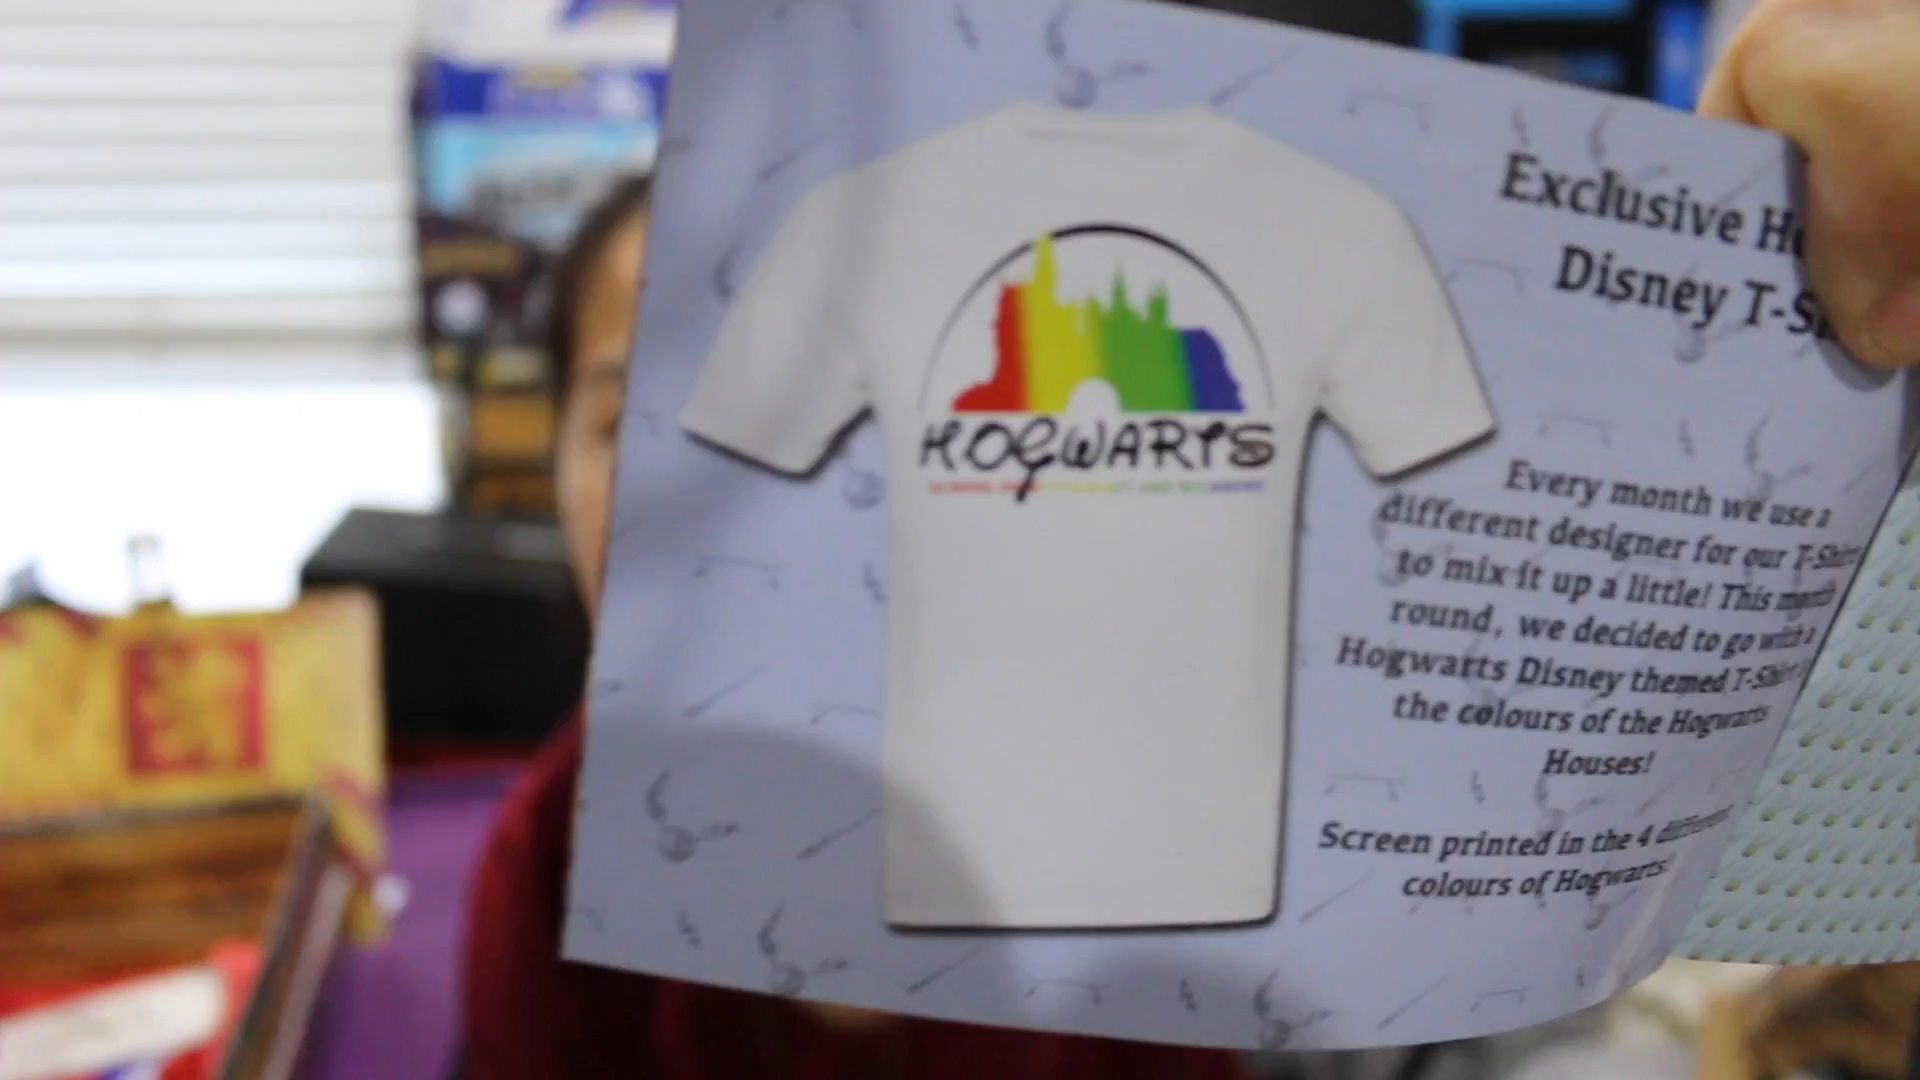 Exclusive
Disney
HOGWARTS
Every month we use a
different designer for our T-Shirt
to mix it up a little! This month
round, we decided to go with a
Hogwarts Disney themed T-Shirt
the colours of the Hogwarts
Houses!
Screen printed in the 4 different
colours of Hogwarts!